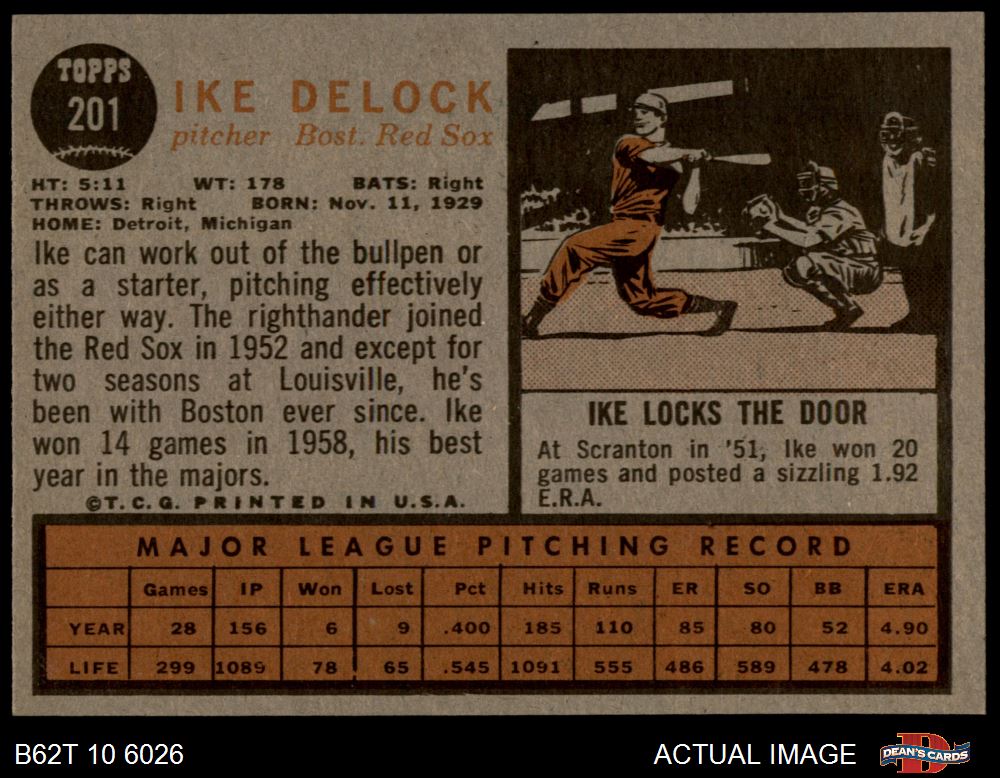 TOPPS
201
IKE DELOCK
pitcher Bost. Red Sox
HT: 5:11 WT: 178 BATS: Right
THROWS: Right BORN: Nov. 11, 1929
HOME: Detroit, Michigan
Ike can work out of the bullpen or
as a starter, pitching effectively
either way. The righthander joined
the Red Sox in 1952 and except for
two seasons at Louisville, he's
been with Boston ever since. Ike
won 14 games in 1958, his best
year in the majors.
©T.C.G. PRINTED IN U.S.A.
IKE LOCKS THE DOOR
At Scranton in '51, Ike won 20
games and posted a sizzling 1.92
E.R.A.
MAJOR LEAGUE PITCHING RECORD
Games IP Won Lost Pct Hits Runs ER SO BB ERA
YEAR 28 156 6 9 .400 185 110 85 80 52 4.90
LIFE 299 1089 78 65 .545 1091 555 486 589 478 4.02
B62T 10 6026 ACTUAL IMAGE DEAN'S CARDS